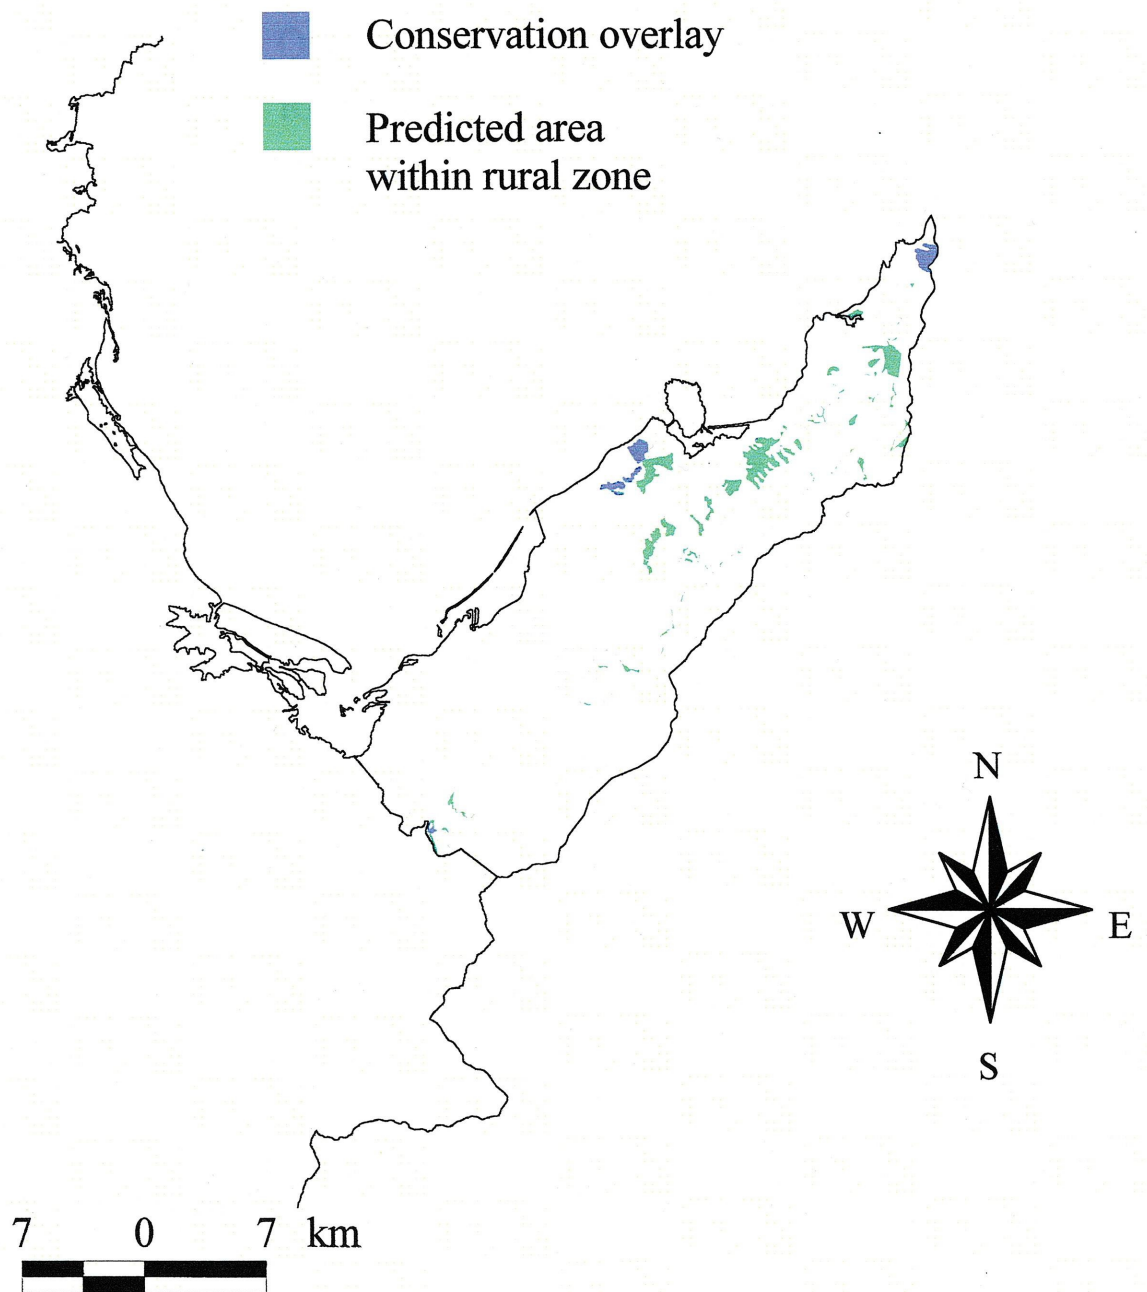 Conservation overlay
Predicted area
within rural zone
N
W
E
S
7 0 7 km